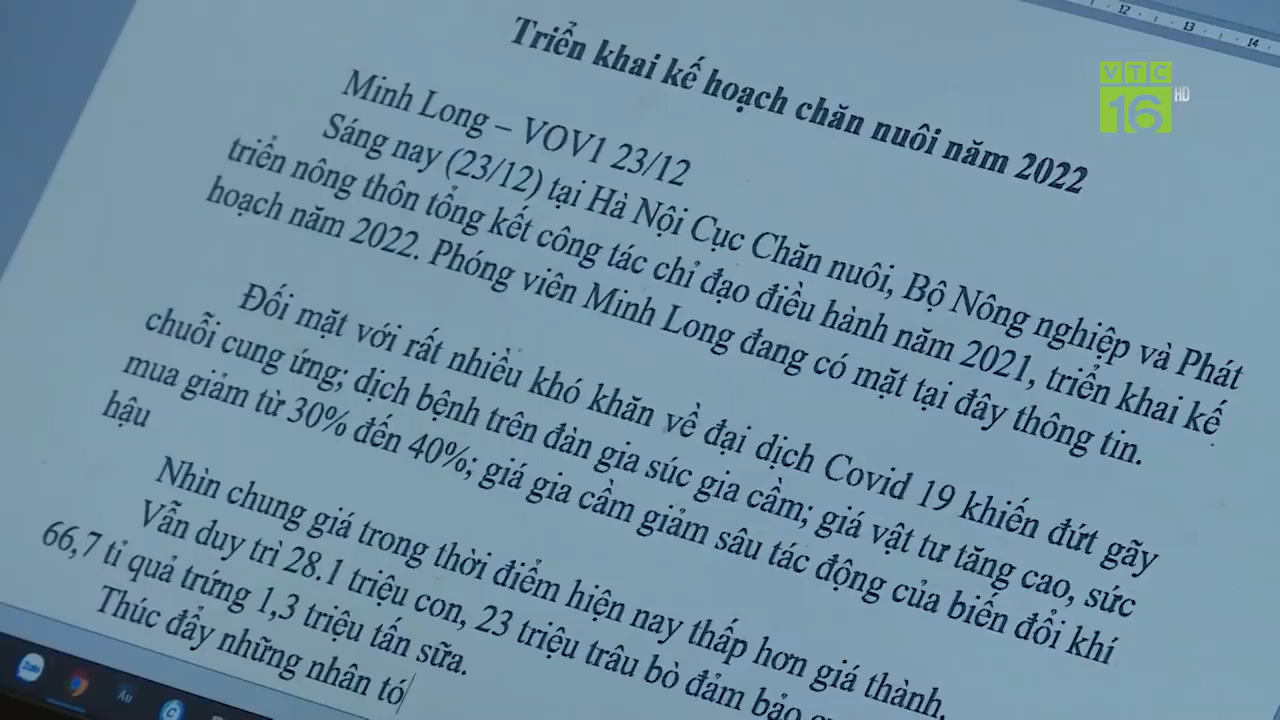 12 13 14
VTC
16 HD
Triển khai kế hoạch chăn nuôi năm 2022
Minh Long – VOV1 23/12
Sáng nay (23/12) tại Hà Nội Cục Chăn nuôi, Bộ Nông nghiệp và Phát
triển nông thôn tổng kết công tác chỉ đạo điều hành năm 2021, triển khai kế
hoạch năm 2022. Phóng viên Minh Long đang có mặt tại đây thông tin.
Đối mặt với rất nhiều khó khăn về đại dịch Covid 19 khiến đứt gãy
chuỗi cung ứng; dịch bệnh trên đàn gia súc gia cầm; giá vật tư tăng cao, sức
mua giảm từ 30% đến 40%; giá gia cầm giảm sâu tác động của biến đổi khí
hậu
Nhìn chung giá trong thời điểm hiện nay thấp hơn giá thành.
Vẫn duy trì 28.1 triệu con, 23 triệu trâu bò đảm bảo
66,7 tỉ quả trứng 1,3 triệu tấn sữa.
Thúc đẩy những nhân tó
Zalo
Au